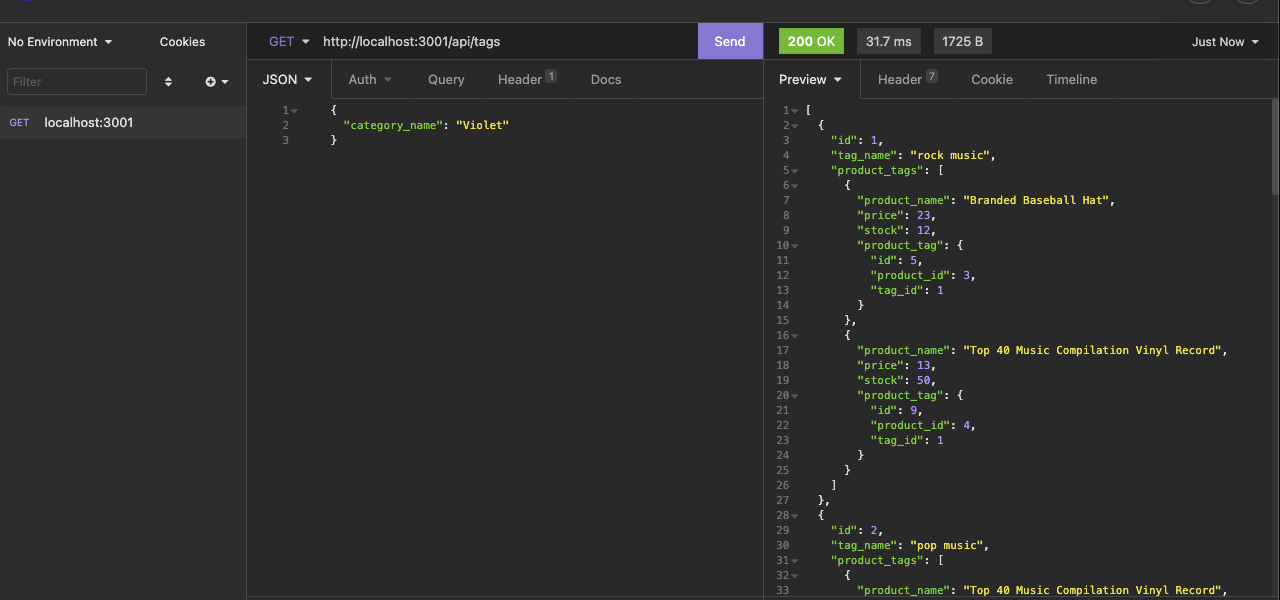 No Environment Cookies
GET http://localhost:3001/api/tags Send
200 OK 31.7 ms 1725 B Just Now
Filter
JSON Auth Query Header 1 Docs
Preview Header 7 Cookie Timeline
GET localhost:3001
1 {
2 "category_name": "Violet"
3 }
1 [
2 {
3 "id": 1,
4 "tag_name": "rock music",
5 "product_tags": [
6 {
7 "product_name": "Branded Baseball Hat",
8 "price": 23,
9 "stock": 12,
10 "product_tag": {
11 "id": 5,
12 "product_id": 3,
13 "tag_id": 1
14 }
15 },
16 {
17 "product_name": "Top 40 Music Compilation Vinyl Record",
18 "price": 13,
19 "stock": 50,
20 "product_tag": {
21 "id": 9,
22 "product_id": 4,
23 "tag_id": 1
24 }
25 }
26 ]
27 },
28 {
29 "id": 2,
30 "tag_name": "pop music",
31 "product_tags": [
32 {
33 "product_name": "Top 40 Music Compilation Vinyl Record",